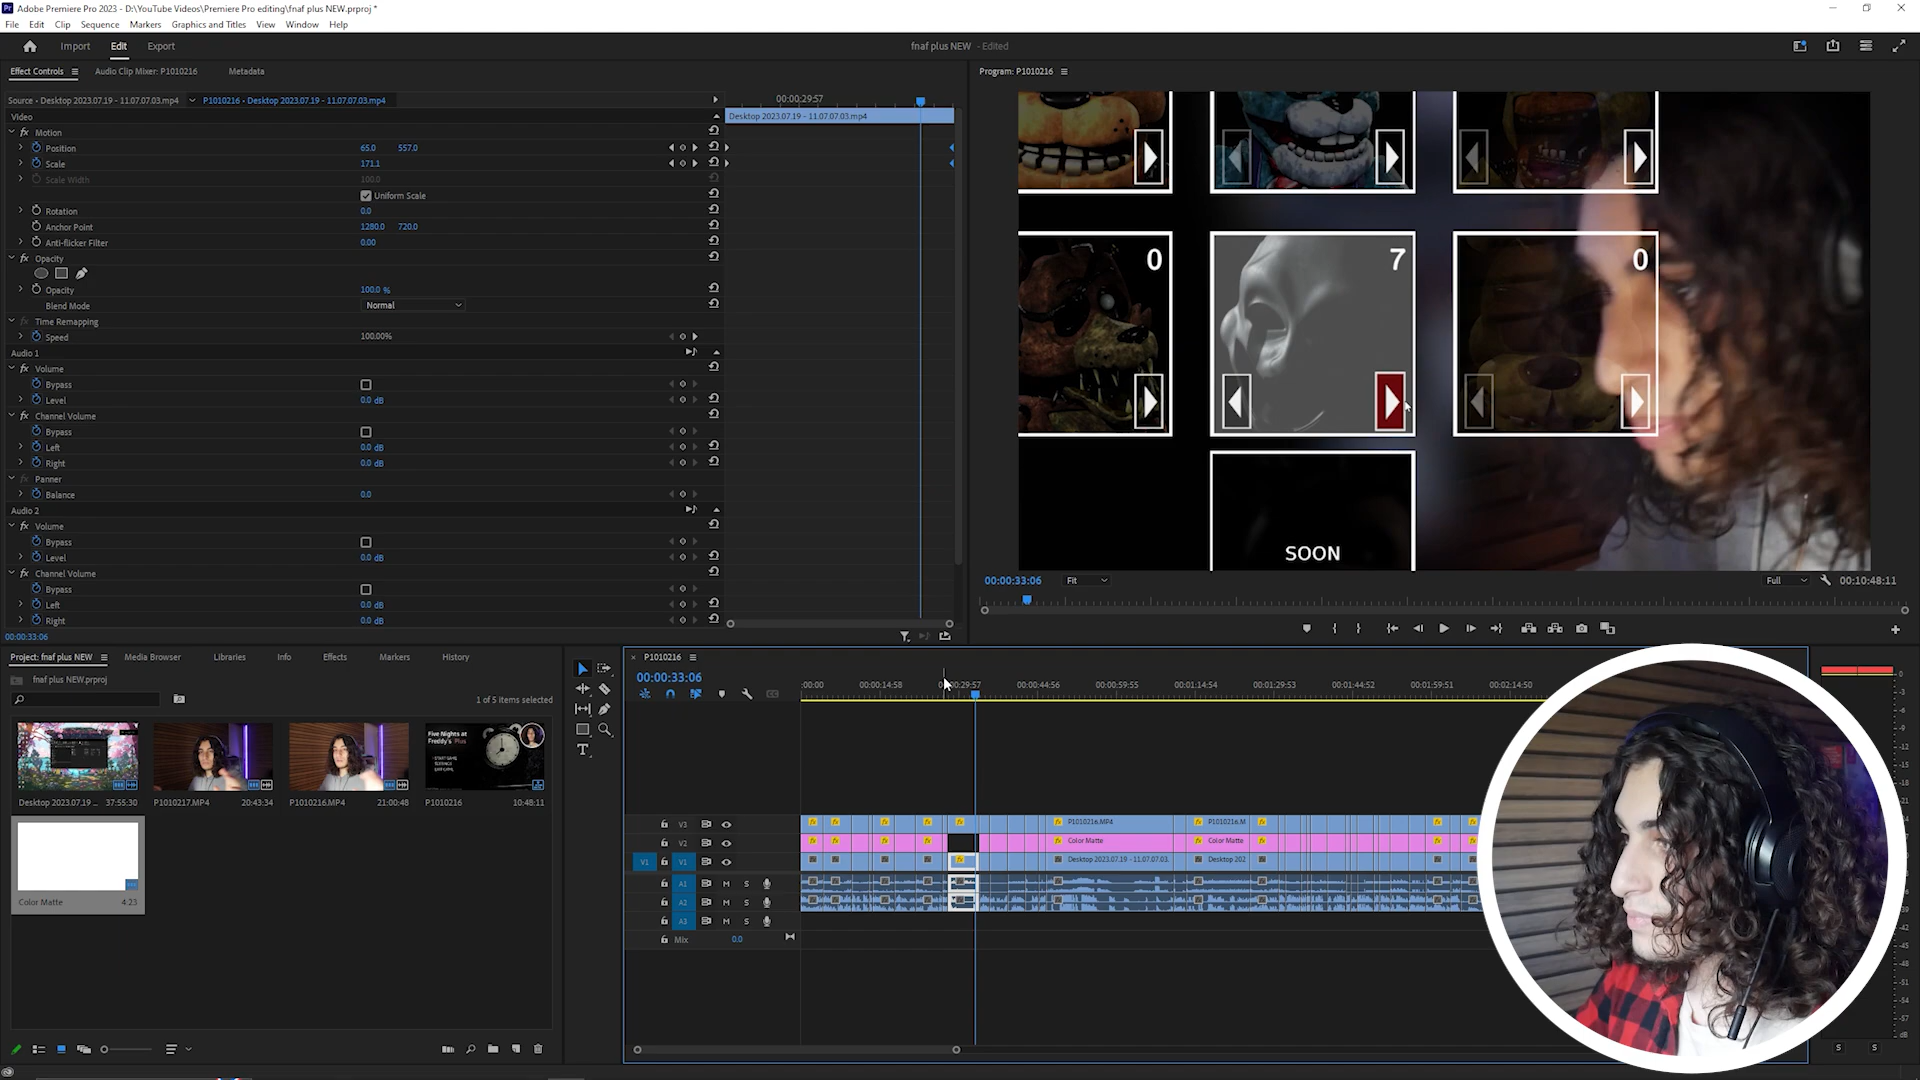 Adobe Premiere Pro 2023 - D:\YouTube Videos\Premiere Pro editing\fnaf plus NEW.prproj *
File Edit Clip Sequence Markers Graphics and Titles View Window Help
Import Edit Export
fnaf plus NEW - Edited
Effect Controls Audio Clip Mixer: P1010216 Metadata
Program: P1010216
Source • Desktop 2023.07.19 - 11.07.07.03.mp4 P1010216 • Desktop 2023.07.19 - 11.07.07.03.mp4
00:00:29:57
Video
Desktop 2023.07.19 - 11.07.07.03.mp4
fx Motion
Position 65.0 557.0
Scale 171.1
Scale Width 100.0
Uniform Scale
Rotation 0.0
Anchor Point 1280.0 720.0
Anti-flicker Filter 0.00
fx Opacity
Opacity 100.0 %
Blend Mode Normal
fx Time Remapping
Speed 100.00%
Audio 1
fx Volume
Bypass
Level 0.0 dB
fx Channel Volume
Bypass
Left 0.0 dB
Right 0.0 dB
fx Panner
Balance 0.0
Audio 2
fx Volume
Bypass
Level 0.0 dB
fx Channel Volume
Bypass
Left 0.0 dB
Right 0.0 dB
00:00:33:06
0 7 0
SOON
00:00:33:06 Fit Full 00:10:48:11
Project: fnaf plus NEW Media Browser Libraries Info Effects Markers History
fnaf plus NEW.prproj
1 of 5 items selected
Five Nights at
Freddy's Plus
Desktop 2023.07.19 ... 37:55:30
P1010217.MP4 20:43:34
P1010216.MP4 21:00:48
P1010216 10:48:11
Color Matte 4:23
P1010216
00:00:33:06
:00:00 00:00:14:58 00:00:29:57 00:00:44:56 00:00:59:55 00:01:14:54 00:01:29:53 00:01:44:52 00:01:59:51 00:02:14:50
V3 P1010216.MP4 P1010216.M
V2 Color Matte Color Matte
V1 V1 Desktop 2023.07.19 - 11.07.07.03. Desktop 202
A1 M S
A2 M S
A3 M S
Mix 0.0
S S